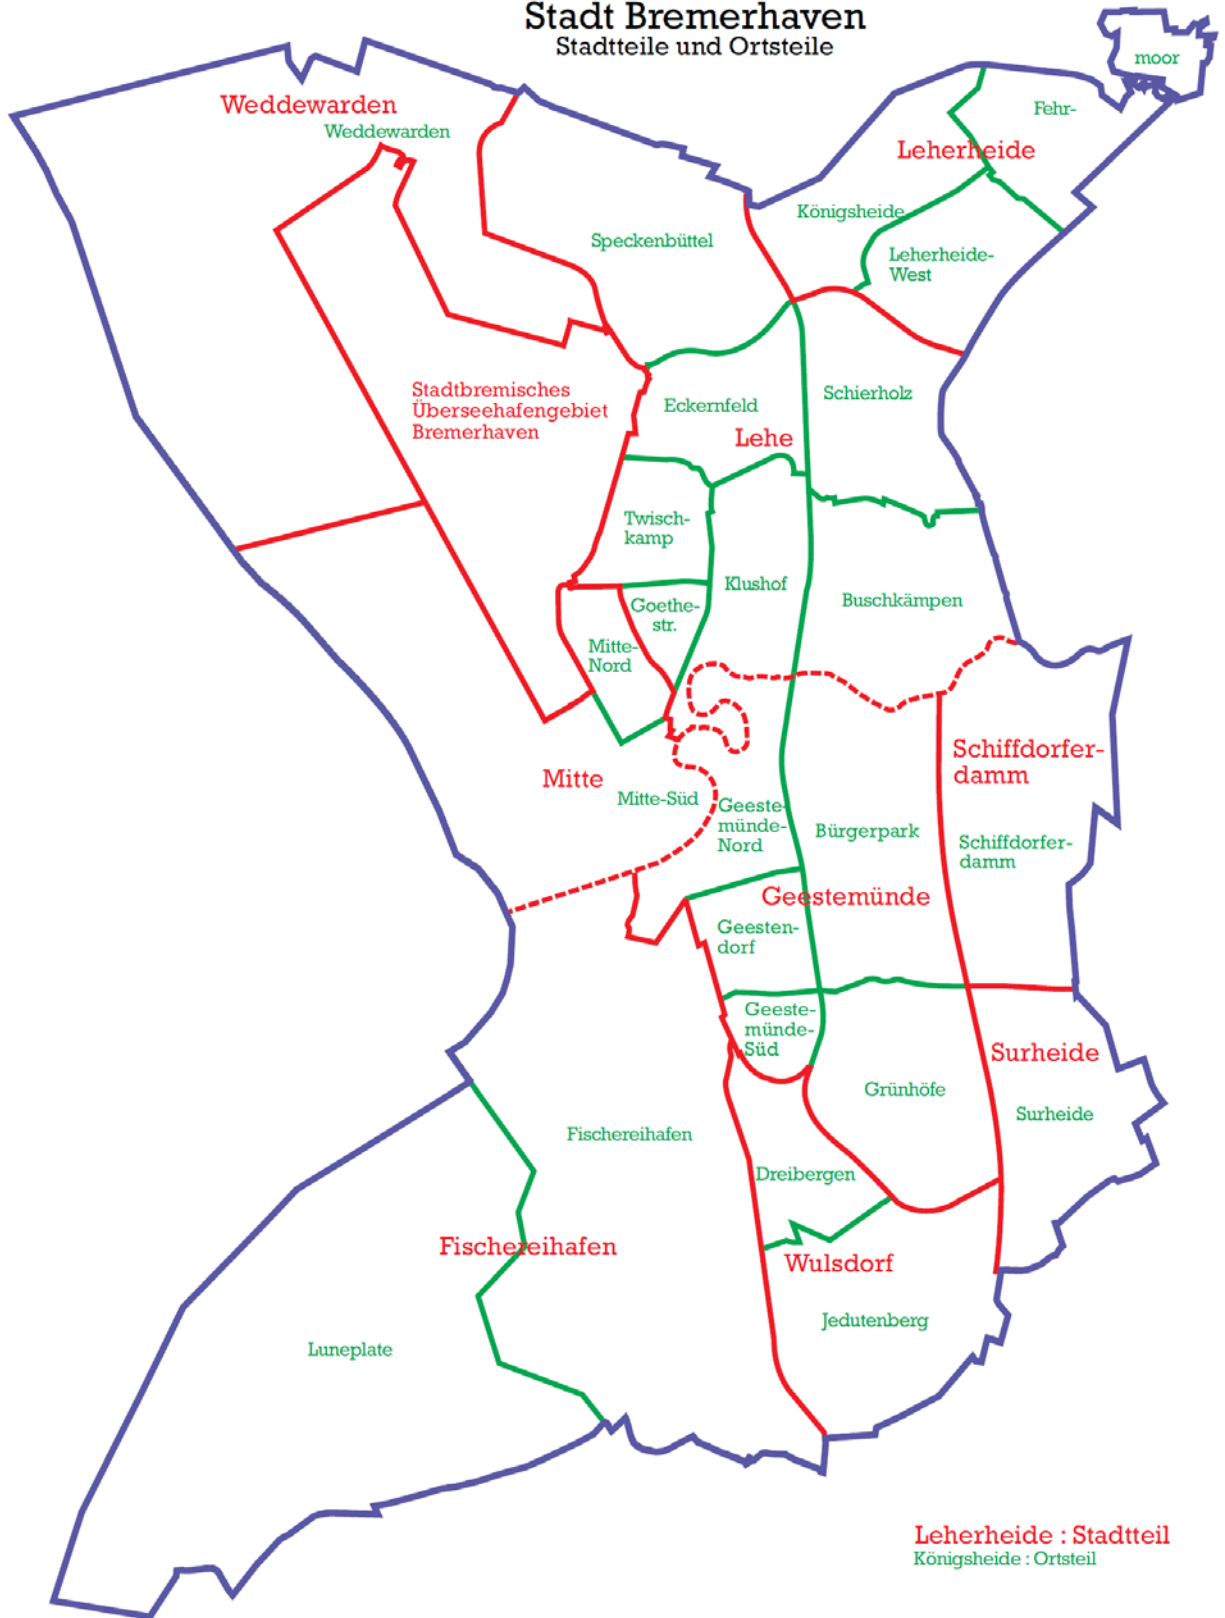 Stadt Bremerhaven
Stadtteile und Ortsteile
moor
Weddewarden
Weddewarden
Fehr-
Leherheide
Königsheide
Speckenbüttel
Leherheide-
West
Stadtbremisches
Überseehafengebiet
Bremerhaven
Eckernfeld
Schierholz
Lehe
Twisch-
kamp
Klushof
Buschkämpen
Goethe-
str.
Mitte-
Nord
Mitte
Mitte-Süd
Geeste-
münde-
Nord
Bürgerpark
Schiffdorfer-
damm
Schiffdorfer-
damm
Geestemünde
Geesten-
dorf
Geeste-
münde-
Süd
Surheide
Grünhöfe
Surheide
Fischereihafen
Dreibergen
Fischereihafen
Wulsdorf
Jedutenberg
Luneplate
Leherheide : Stadtteil
Königsheide : Ortsteil